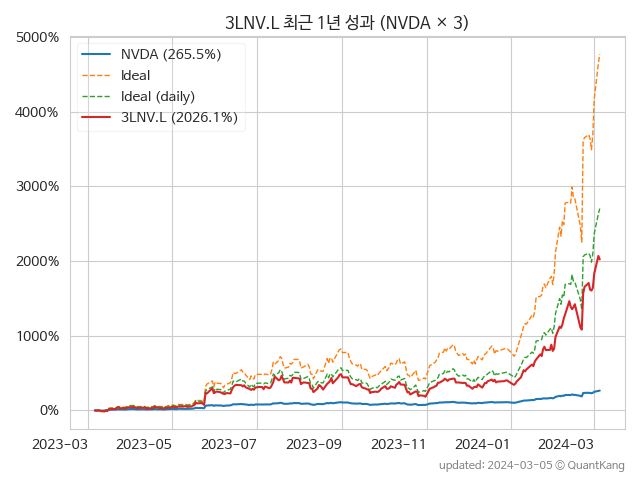 3LNV.L 최근 1년 성과 (NVDA × 3)
5000%
4000%
3000%
2000%
1000%
0%
NVDA (265.5%)
Ideal
Ideal (daily)
3LNV.L (2026.1%)
2023-03
2023-05
2023-07
2023-09
2023-11
2024-01
2024-03
updated: 2024-03-05 © QuantKang